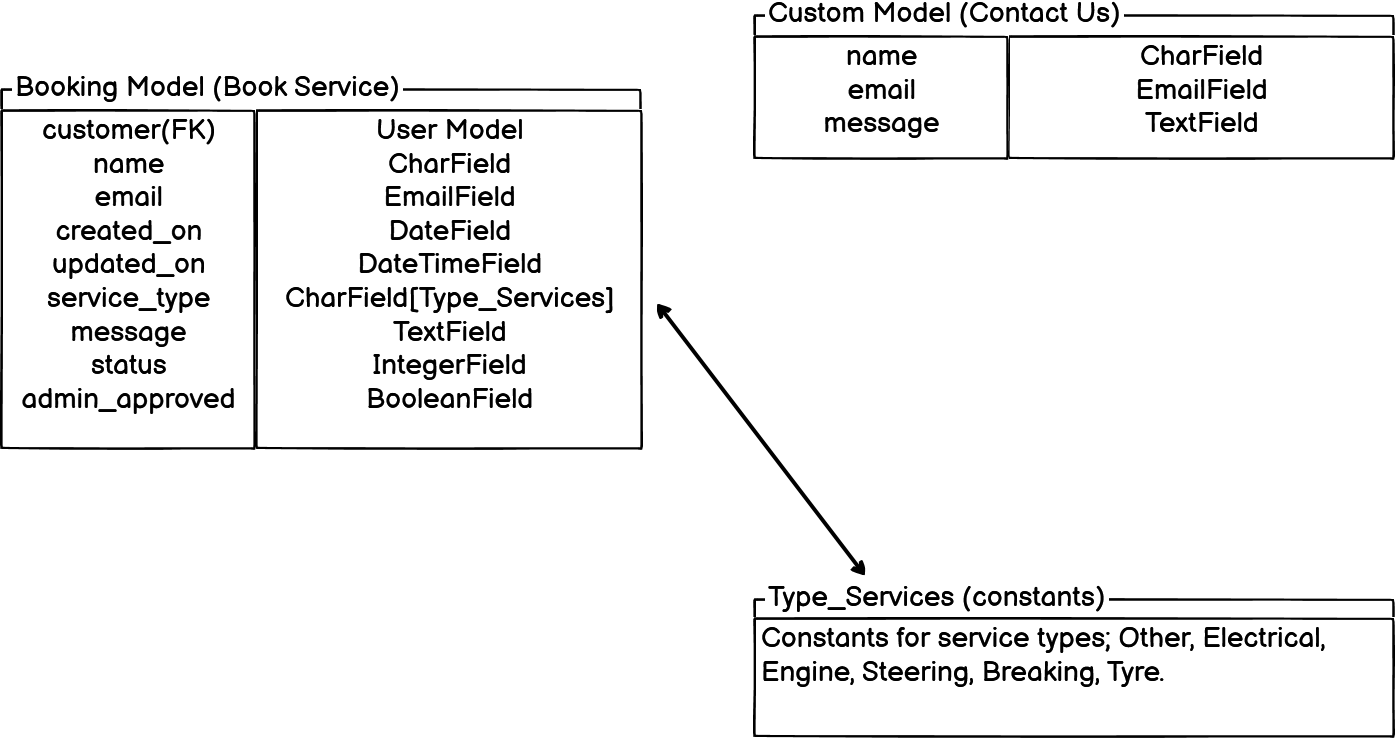 Custom Model (Contact Us)
name CharField
email EmailField
message TextField
Booking Model (Book Service)
customer(FK) User Model
name CharField
email EmailField
created_on DateField
updated_on DateTimeField
service_type CharField[Type_Services]
message TextField
status IntegerField
admin_approved BooleanField
Type_Services (constants)
Constants for service types; Other, Electrical,
Engine, Steering, Breaking, Tyre.